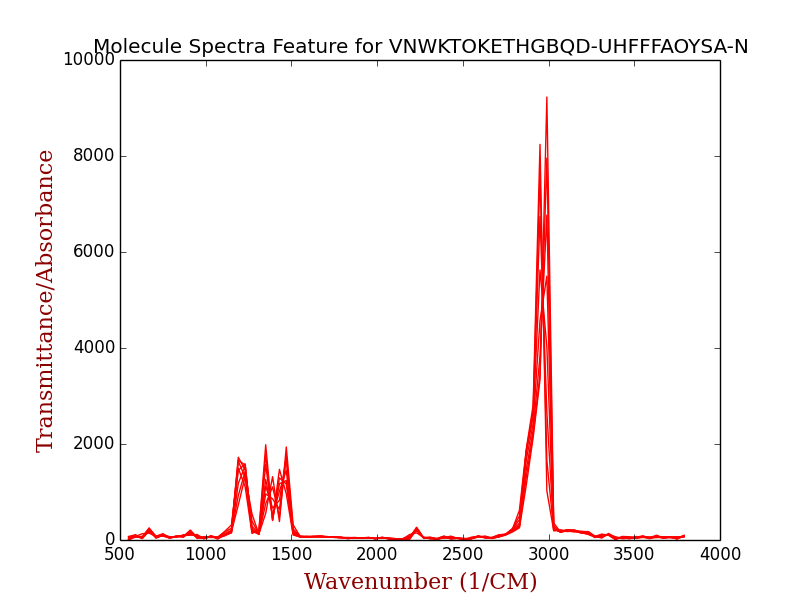 Molecule Spectra Feature for VNWKTOKETHGBQD-UHFFFAOYSA-N
10000
8000
6000
4000
2000
0
Transmittance/Absorbance
500 1000 1500 2000 2500 3000 3500 4000
Wavenumber (1/CM)